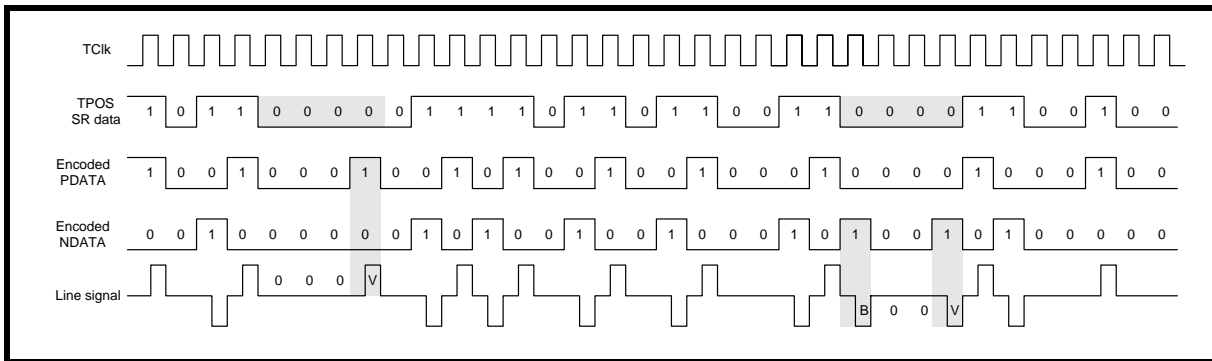 TClk
TPOS
SR data
1 0 1 1 0 0 0 0 0 1 1 1 1 0 1 1 0 1 1 0 0 1 1 0 0 0 0 1 1 0 0 1 0 0
Encoded
PDATA
1 0 0 1 0 0 0 1 0 0 1 0 1 0 0 1 0 0 1 0 0 0 1 0 0 0 0 1 0 0 0 1 0 0
Encoded
NDATA
0 0 1 0 0 0 0 0 0 1 0 1 0 0 1 0 0 1 0 0 0 1 0 1 0 0 1 0 1 0 0 0 0 0
Line signal
0 0 0 V
B 0 0 V